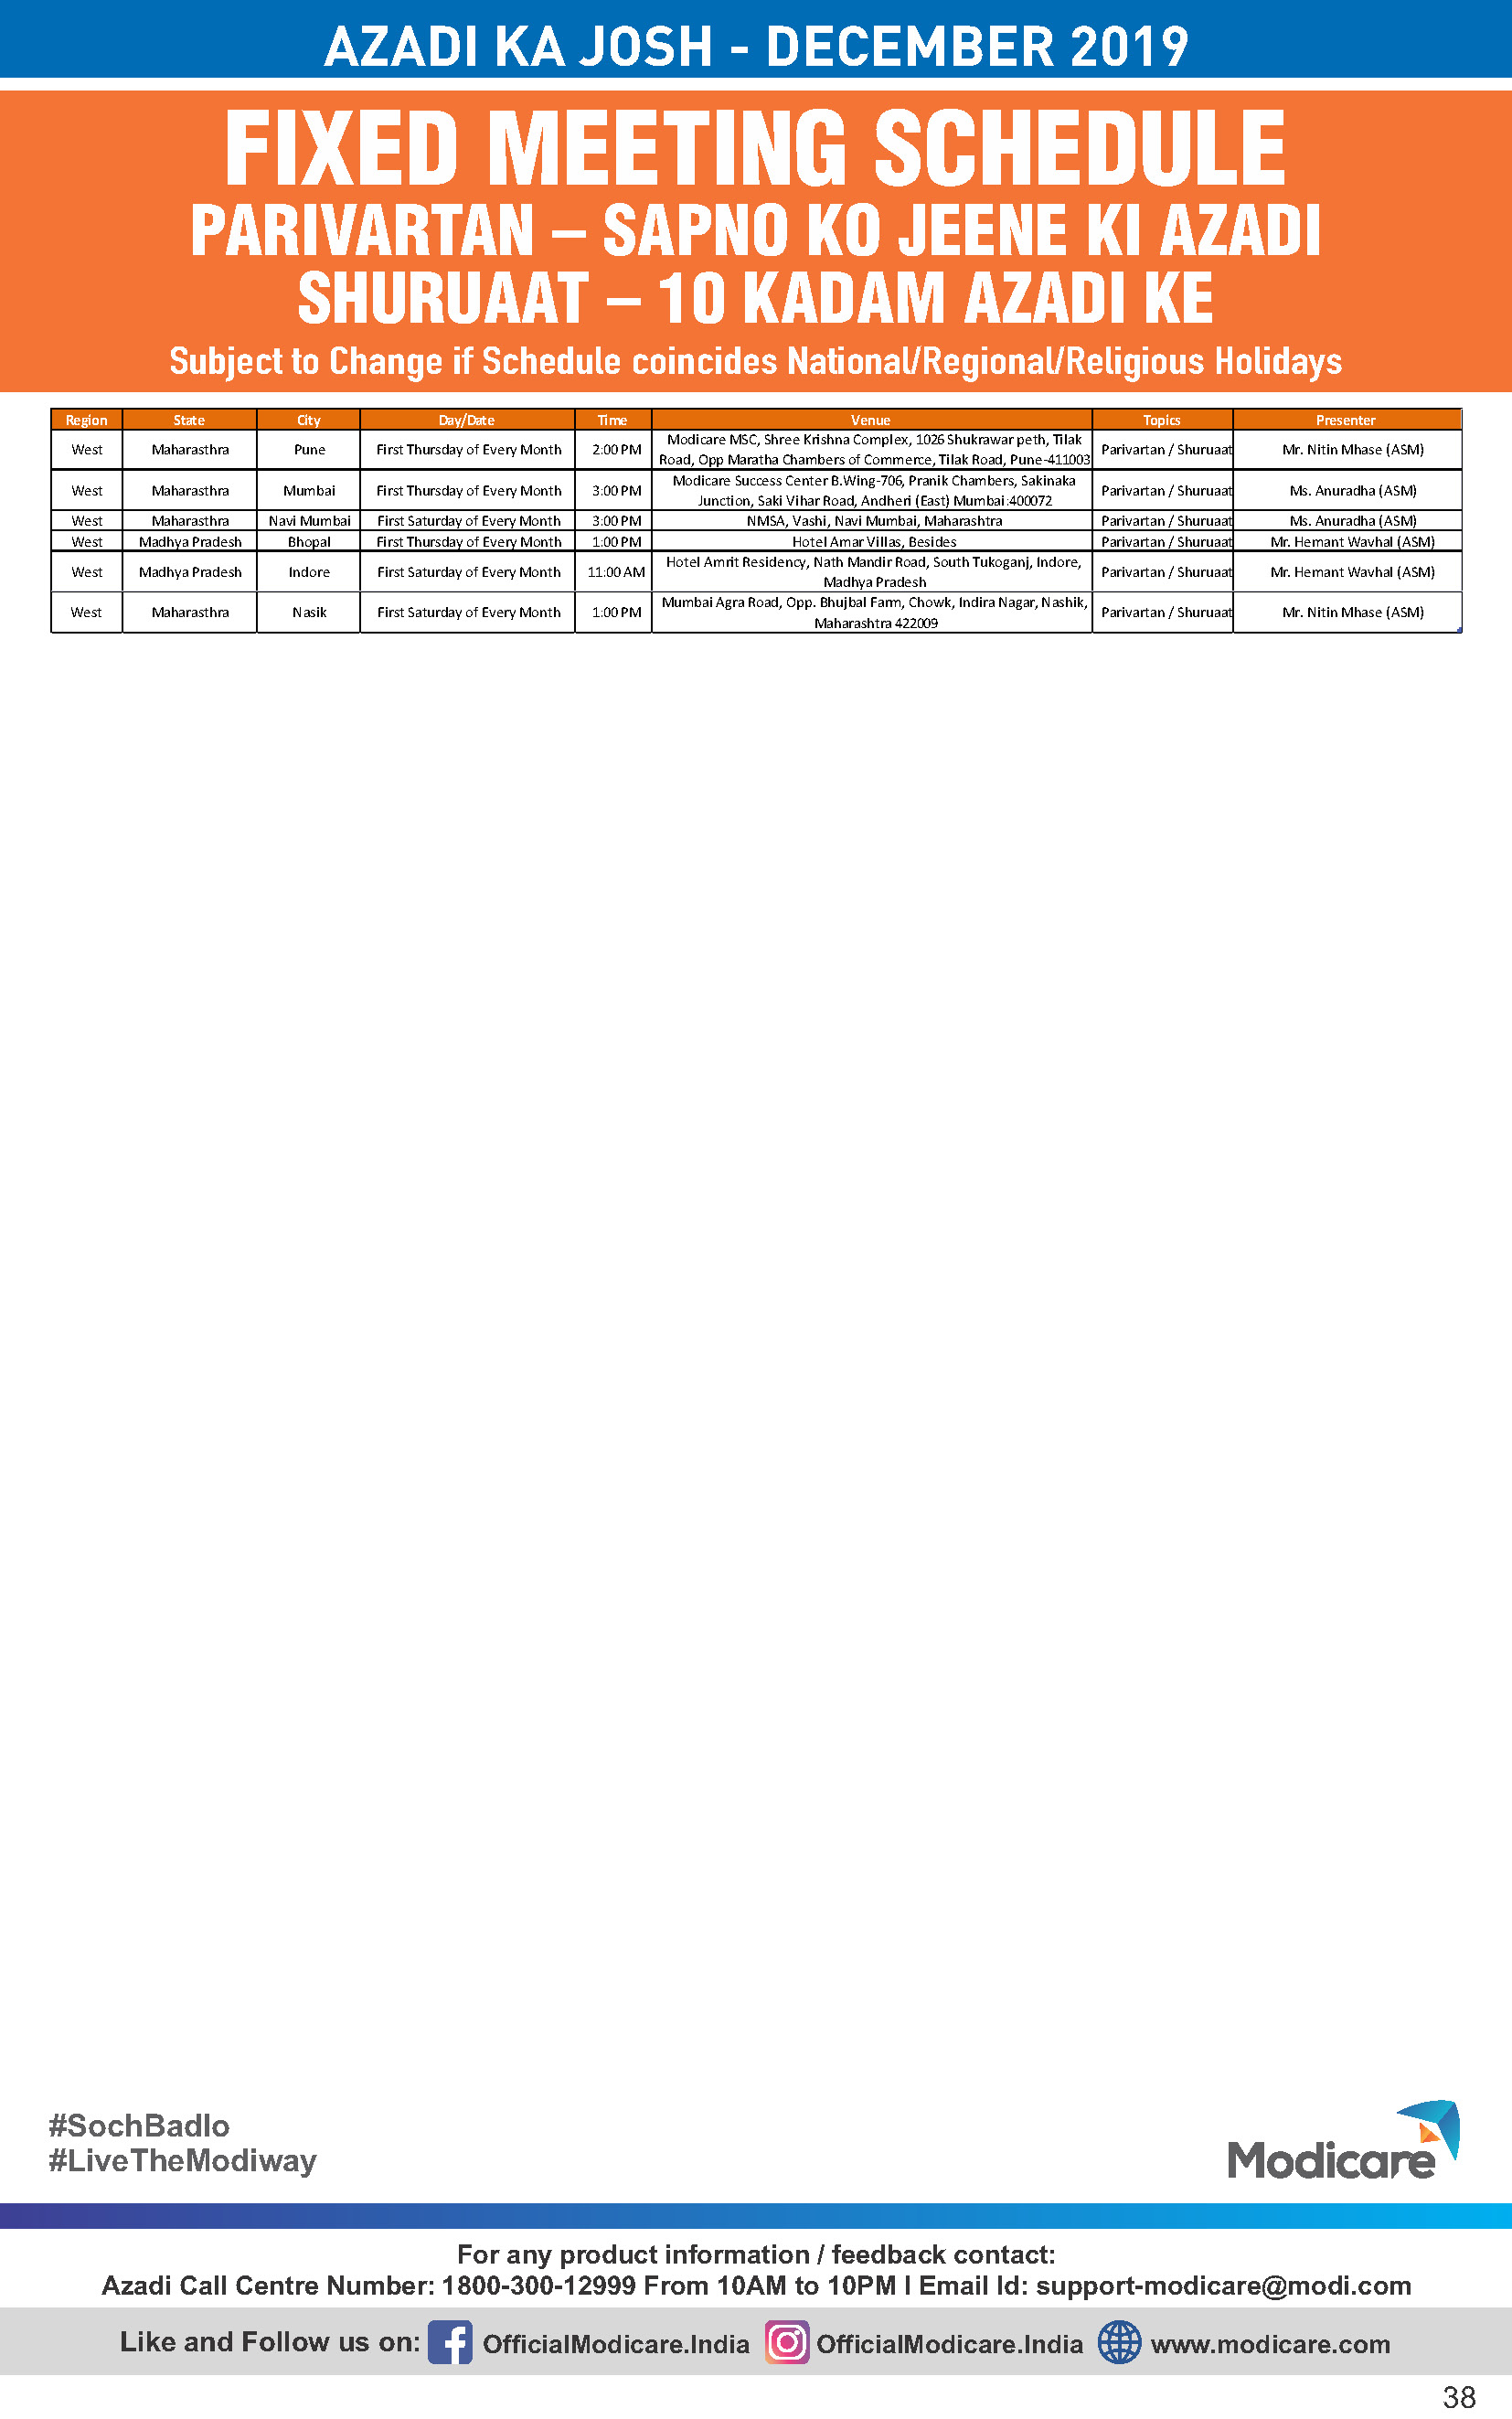 AZADI KA JOSH - DECEMBER 2019
FIXED MEETING SCHEDULE
PARIVARTAN – SAPNO KO JEENE KI AZADI
SHURUAAT – 10 KADAM AZADI KE
Subject to Change if Schedule coincides National/Regional/Religious Holidays
Region State City Day/Date Time Venue Topics Presenter
West Maharasthra Pune First Thursday of Every Month 2:00 PM Modicare MSC, Shree Krishna Complex, 1026 Shukrawar peth, Tilak
Road, Opp Maratha Chambers of Commerce, Tilak Road, Pune-411003 Parivartan / Shuruaat Mr. Nitin Mhase (ASM)
West Maharasthra Mumbai First Thursday of Every Month 3:00 PM Modicare Success Center B.Wing-706, Pranik Chambers, Sakinaka
Junction, Saki Vihar Road, Andheri (East) Mumbai:400072 Parivartan / Shuruaat Ms. Anuradha (ASM)
West Maharasthra Navi Mumbai First Saturday of Every Month 3:00 PM NMSA, Vashi, Navi Mumbai, Maharashtra Parivartan / Shuruaat Ms. Anuradha (ASM)
West Madhya Pradesh Bhopal First Thursday of Every Month 1:00 PM Hotel Amar Villas, Besides Parivartan / Shuruaat Mr. Hemant Wavhal (ASM)
West Madhya Pradesh Indore First Saturday of Every Month 11:00 AM Hotel Amrit Residency, Nath Mandir Road, South Tukoganj, Indore,
Madhya Pradesh Parivartan / Shuruaat Mr. Hemant Wavhal (ASM)
West Maharasthra Nasik First Saturday of Every Month 1:00 PM Mumbai Agra Road, Opp. Bhujbal Farm, Chowk, Indira Nagar, Nashik,
Maharashtra 422009 Parivartan / Shuruaat Mr. Nitin Mhase (ASM)
#SochBadlo
#LiveTheModiway
Modicare
For any product information / feedback contact:
Azadi Call Centre Number: 1800-300-12999 From 10AM to 10PM I Email Id: support-modicare@modi.com
Like and Follow us on: OfficialModicare.India OfficialModicare.India www.modicare.com
38